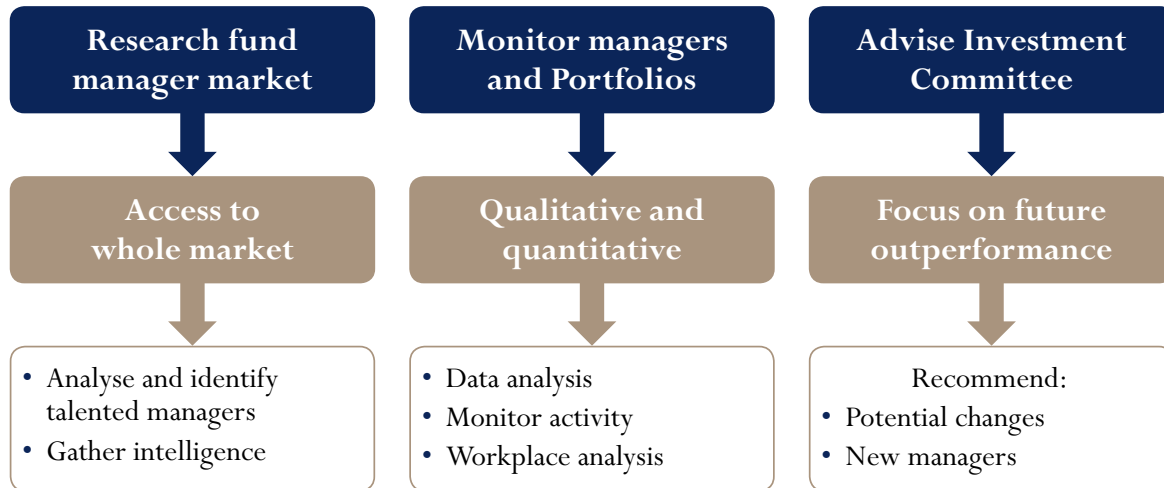 Research fund
manager market
Monitor managers
and Portfolios
Advise Investment
Committee
Access to
whole market
Qualitative and
quantitative
Focus on future
outperformance
• Analyse and identify
talented managers
• Gather intelligence
• Data analysis
• Monitor activity
• Workplace analysis
Recommend:
• Potential changes
• New managers